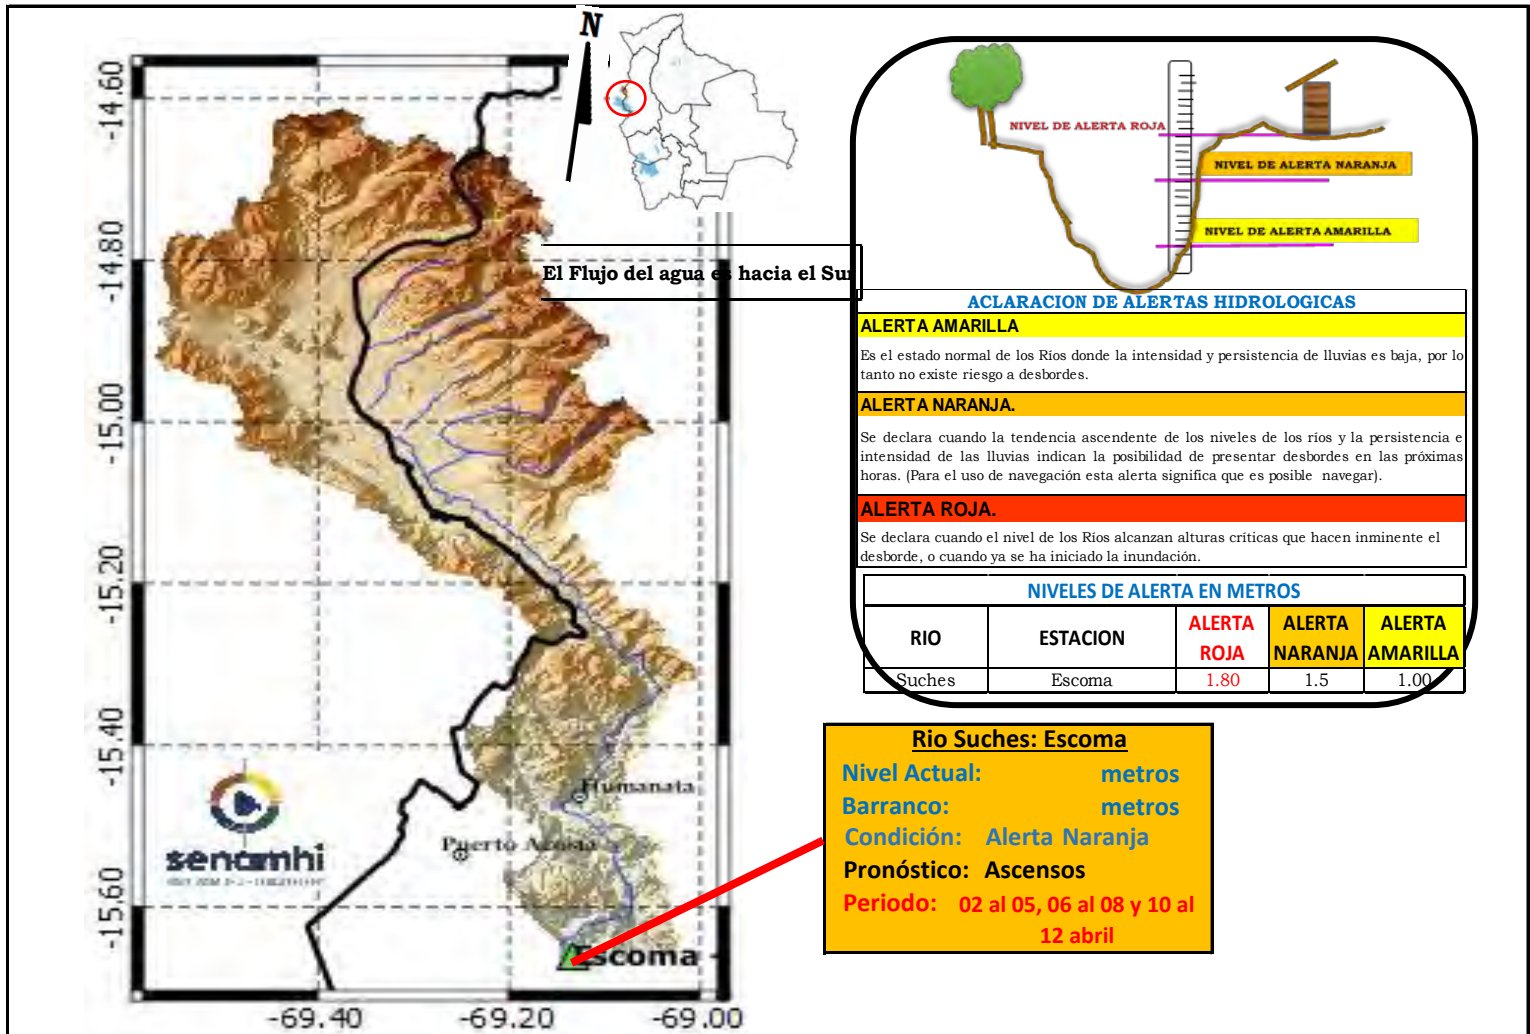 N
-14.60
-14.80
-15.00
-15.20
-15.40
-15.60
-69.40
-69.20
-69.00
El Flujo del agua es hacia el Sur
Humanata
Puerto Acosta
Escoma
senamhi
NIVEL DE ALERTA ROJA
NIVEL DE ALERTA NARANJA
NIVEL DE ALERTA AMARILLA
ACLARACION DE ALERTAS HIDROLOGICAS
ALERTA AMARILLA
Es el estado normal de los Ríos donde la intensidad y persistencia de lluvias es baja, por lo
tanto no existe riesgo a desbordes.
ALERTA NARANJA.
Se declara cuando la tendencia ascendente de los niveles de los ríos y la persistencia e
intensidad de las lluvias indican la posibilidad de presentar desbordes en las próximas
horas. (Para el uso de navegación esta alerta significa que es posible navegar).
ALERTA ROJA.
Se declara cuando el nivel de los Ríos alcanzan alturas críticas que hacen inminente el
desborde, o cuando ya se ha iniciado la inundación.
NIVELES DE ALERTA EN METROS
RIO ESTACION ALERTA ROJA ALERTA NARANJA ALERTA AMARILLA
Suches Escoma 1.80 1.5 1.00
Rio Suches: Escoma
Nivel Actual: metros
Barranco: metros
Condición: Alerta Naranja
Pronóstico: Ascensos
Periodo: 02 al 05, 06 al 08 y 10 al
12 abril